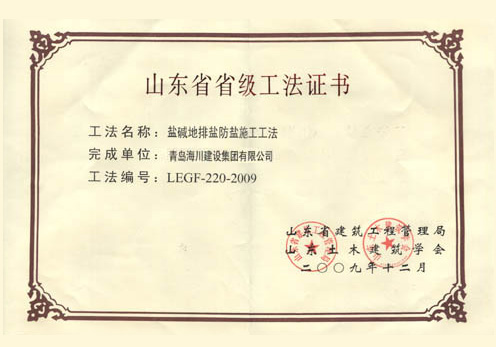 山东省省级工法证书
工法名称：盐碱地排盐防盐施工工法
完成单位：青岛海川建设集团有限公司
工法编号：LEGF-220-2009
山东省建筑工程管理局
山东土木建筑学会
二〇〇九年十二月